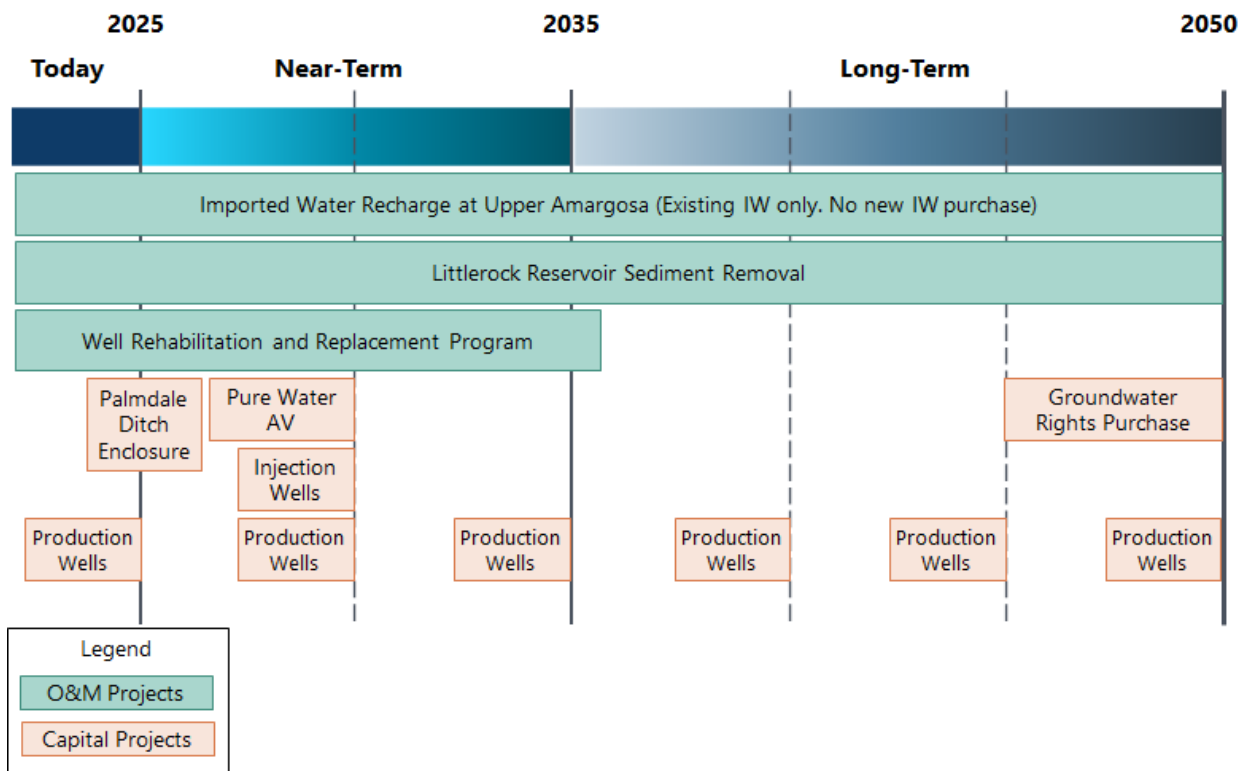 2025
2035
2050
Today
Near-Term
Long-Term
Imported Water Recharge at Upper Amargosa (Existing IW only. No new IW purchase)
Littlerock Reservoir Sediment Removal
Well Rehabilitation and Replacement Program
Palmdale
Ditch
Enclosure
Pure Water
AV
Groundwater
Rights Purchase
Injection
Wells
Production
Wells
Production
Wells
Production
Wells
Production
Wells
Production
Wells
Production
Wells
Legend
O&M Projects
Capital Projects